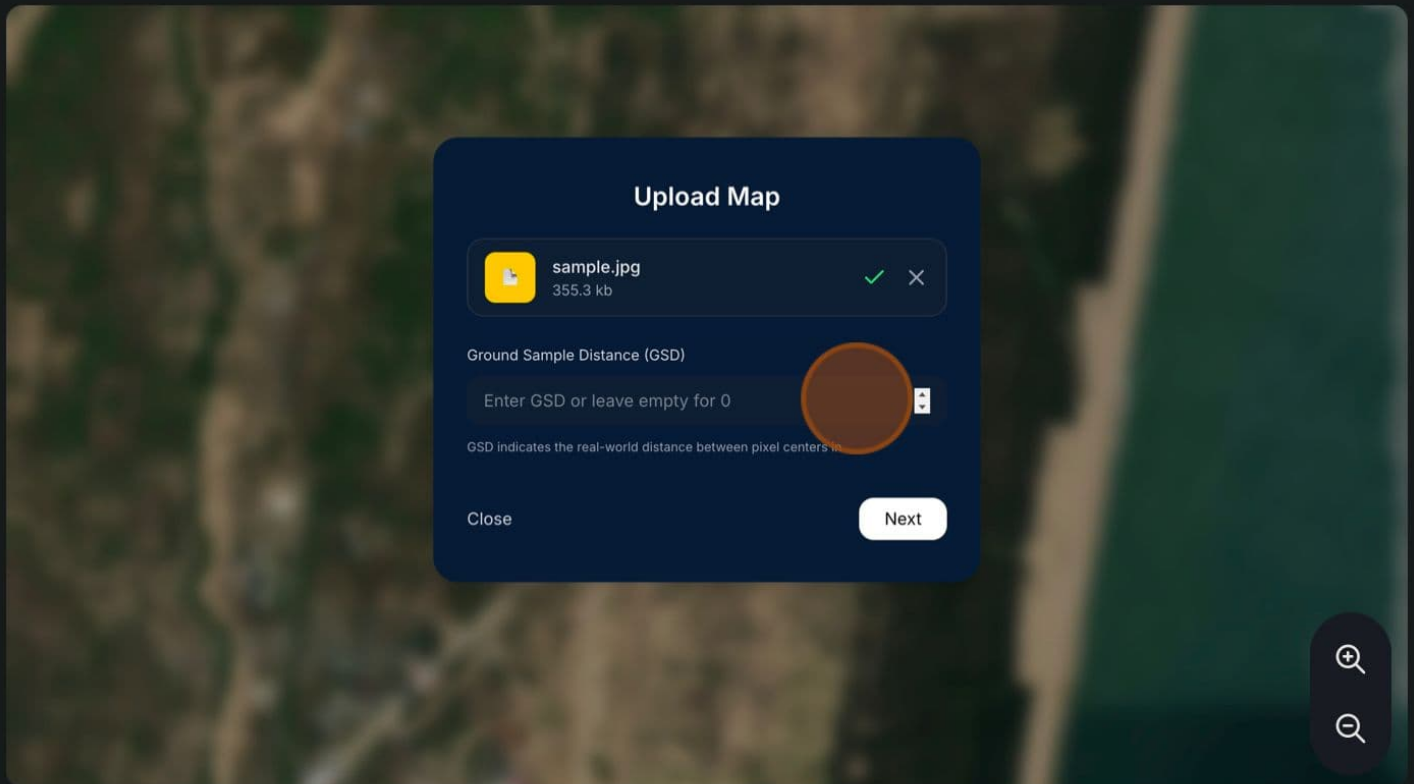 Upload Map
sample.jpg
355.3 kb
Ground Sample Distance (GSD)
Enter GSD or leave empty for 0
GSD indicates the real-world distance between pixel centers in
Close
Next